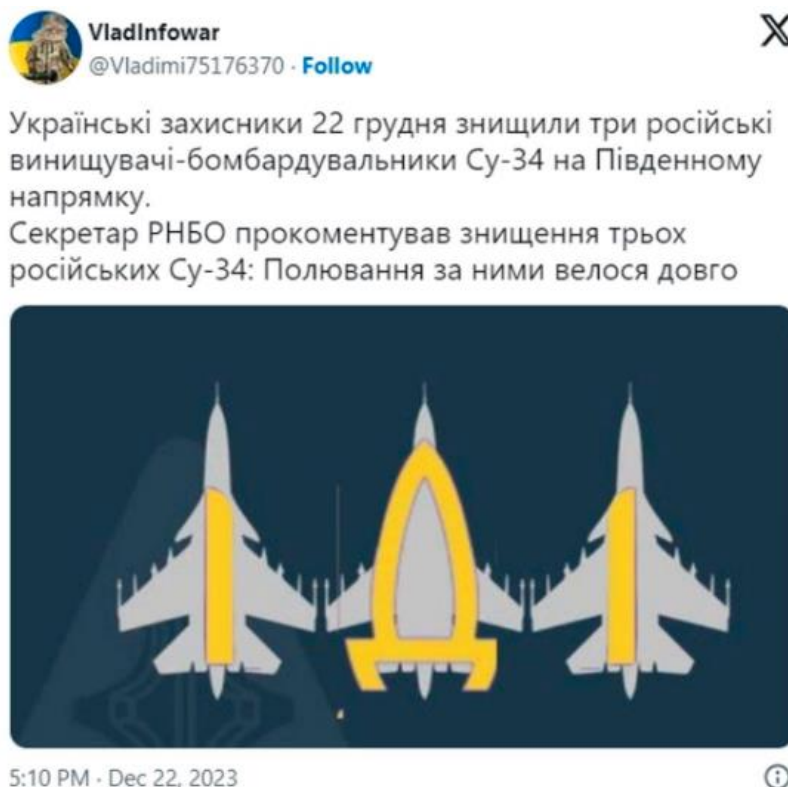 VladInfowar
@Vladimi75176370 · Follow
Українські захисники 22 грудня знищили три російські
винищувачі-бомбардувальники Су-34 на Південному
напрямку.
Секретар РНБО прокоментував знищення трьох
російських Су-34: Полювання за ними велося довго
5:10 PM · Dec 22, 2023